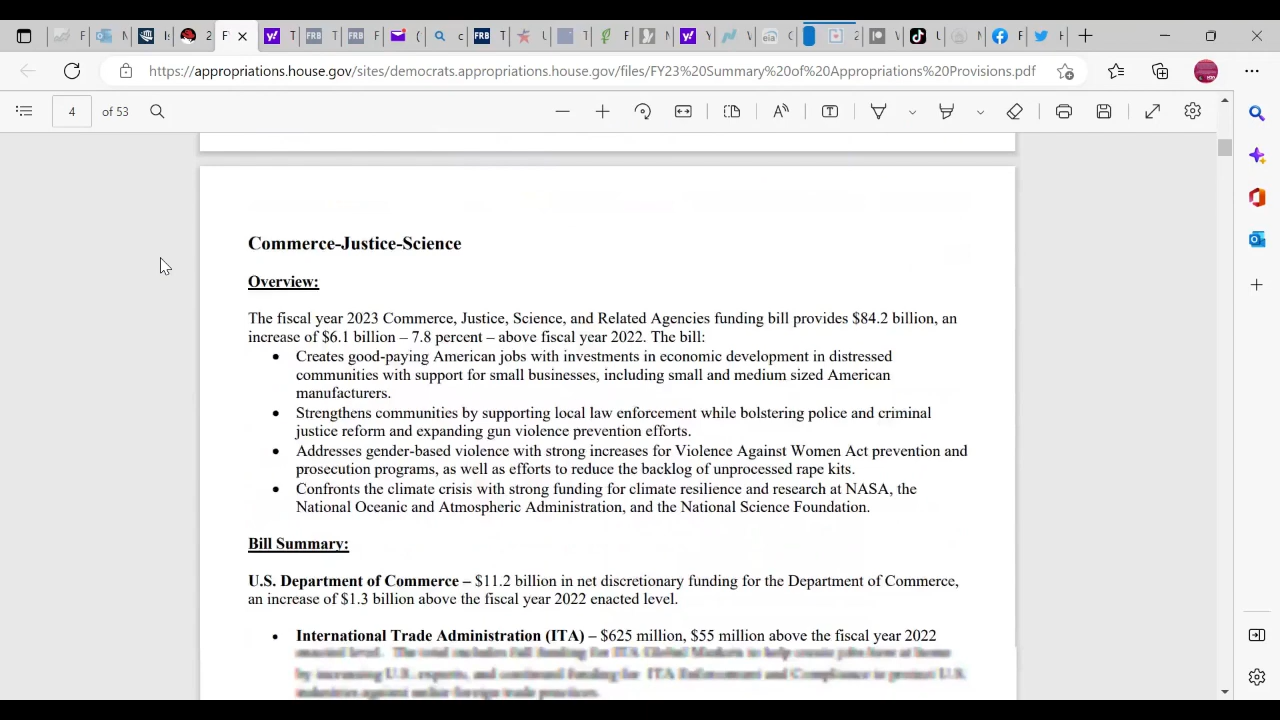 F
N
Is
2
F
T
T
F
(
c
T
U
T
F
N
Y
V
C
2
V
U
N
F
H
https://appropriations.house.gov/sites/democrats.appropriations.house.gov/files/FY23%20Summary%20of%20Appropriations%20Provisions.pdf
4 of 53
Commerce-Justice-Science
Overview:
The fiscal year 2023 Commerce, Justice, Science, and Related Agencies funding bill provides $84.2 billion, an
increase of $6.1 billion – 7.8 percent – above fiscal year 2022. The bill:
• Creates good-paying American jobs with investments in economic development in distressed
communities with support for small businesses, including small and medium sized American
manufacturers.
• Strengthens communities by supporting local law enforcement while bolstering police and criminal
justice reform and expanding gun violence prevention efforts.
• Addresses gender-based violence with strong increases for Violence Against Women Act prevention and
prosecution programs, as well as efforts to reduce the backlog of unprocessed rape kits.
• Confronts the climate crisis with strong funding for climate resilience and research at NASA, the
National Oceanic and Atmospheric Administration, and the National Science Foundation.
Bill Summary:
U.S. Department of Commerce – $11.2 billion in net discretionary funding for the Department of Commerce,
an increase of $1.3 billion above the fiscal year 2022 enacted level.
• International Trade Administration (ITA) – $625 million, $55 million above the fiscal year 2022